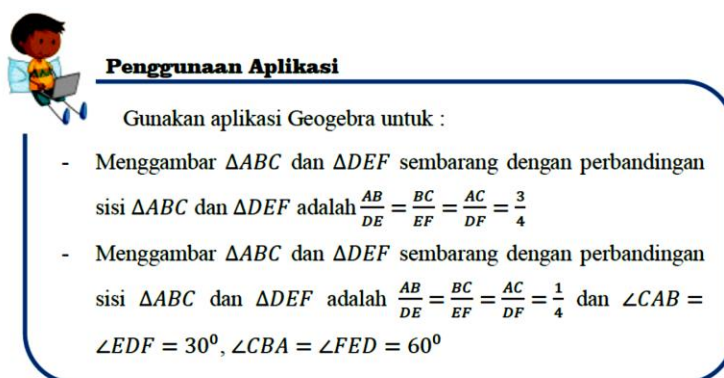 Penggunaan Aplikasi
Gunakan aplikasi Geogebra untuk :
- Menggambar ΔABC dan ΔDEF sembarang dengan perbandingan
sisi ΔABC dan ΔDEF adalah AB/DE = BC/EF = AC/DF = 3/4
- Menggambar ΔABC dan ΔDEF sembarang dengan perbandingan
sisi ΔABC dan ΔDEF adalah AB/DE = BC/EF = AC/DF = 1/4 dan ∠CAB =
∠EDF = 30⁰, ∠CBA = ∠FED = 60⁰